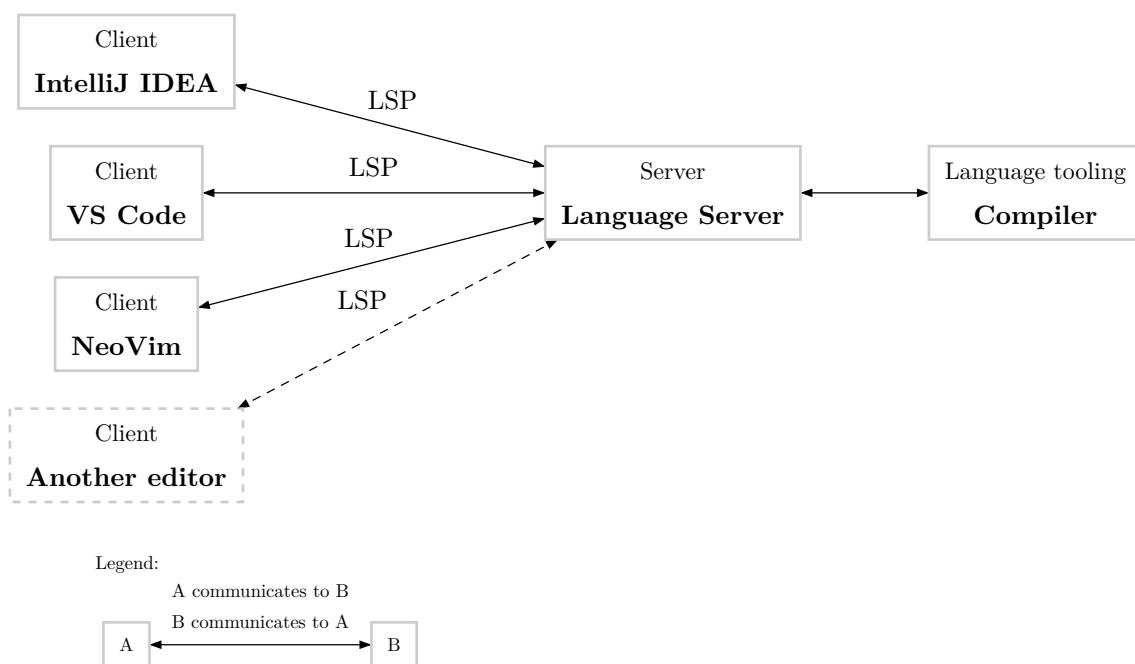 Client
IntelliJ IDEA
LSP
Client
VS Code
LSP
Server
Language Server
Language tooling
Compiler
LSP
Client
NeoVim
LSP
Client
Another editor
Legend:
A communicates to B
B communicates to A
A
B